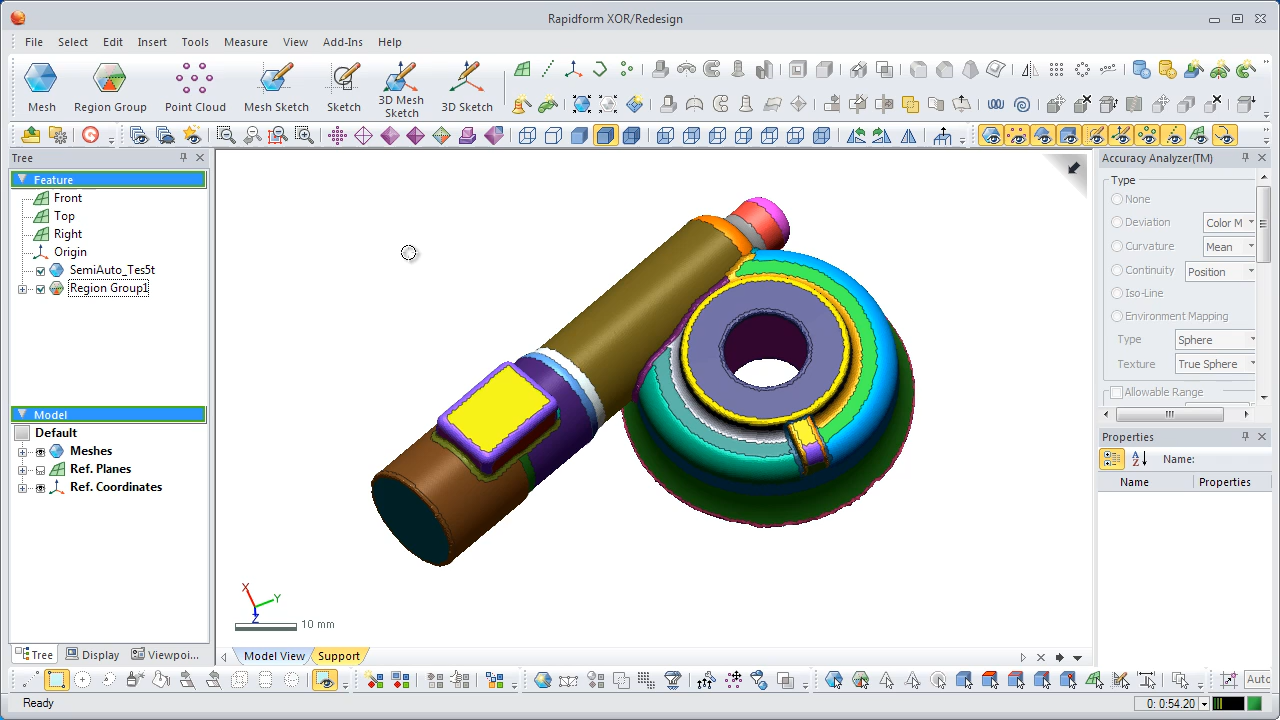 Rapidform XOR/Redesign
File Select Edit Insert Tools Measure View Add-Ins Help
Mesh Region Group Point Cloud Mesh Sketch Sketch 3D Mesh Sketch 3D Sketch
Tree
Feature
Front
Top
Right
Origin
SemiAuto_Tes5t
Region Group1
Model
Default
Meshes
Ref. Planes
Ref. Coordinates
Tree Display Viewpoi...
X
Y
Z
10 mm
Model View Support
Accuracy Analyzer(TM)
Type
None
Deviation Color M
Curvature Mean
Continuity Position
Iso-Line
Environment Mapping
Type Sphere
Texture True Sphere
Allowable Range
Properties
Name:
Name Properties
Auto
Ready
0: 0:54.20